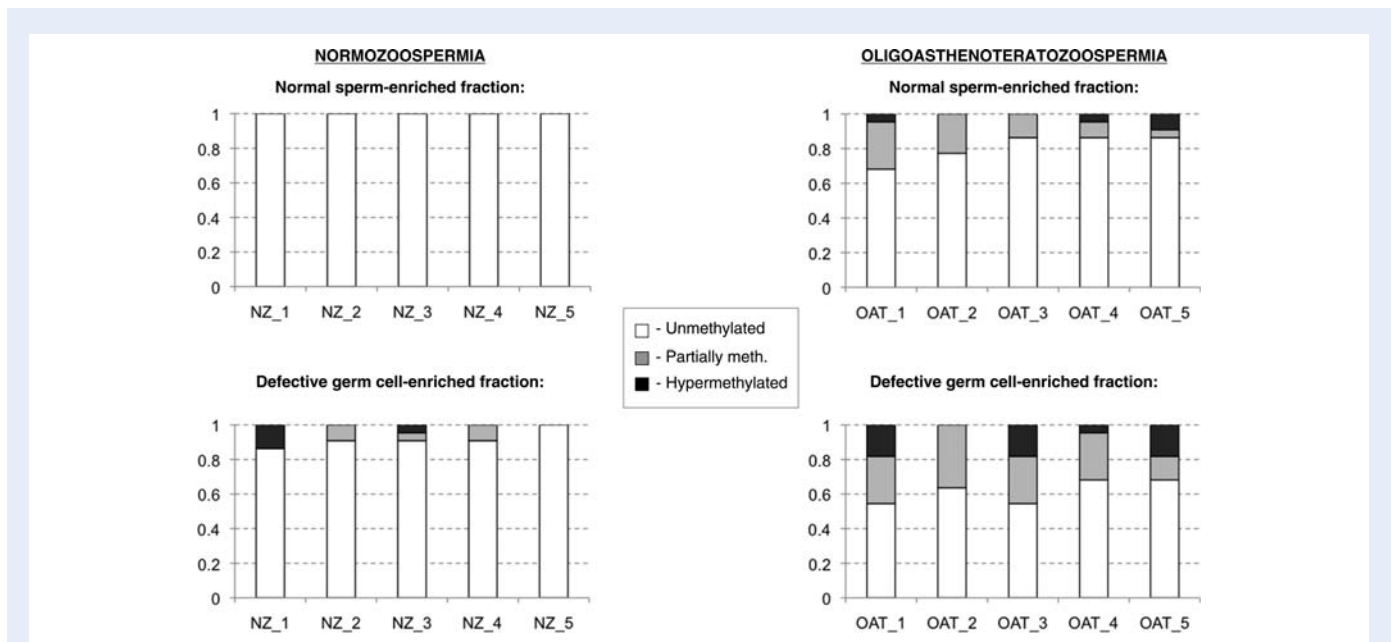 NORMOZOOSPERMIA
Normal sperm-enriched fraction:
1
0.8
0.6
0.4
0.2
0
NZ_1 NZ_2 NZ_3 NZ_4 NZ_5
Defective germ cell-enriched fraction:
1
0.8
0.6
0.4
0.2
0
NZ_1 NZ_2 NZ_3 NZ_4 NZ_5
- Unmethylated
- Partially meth.
- Hypermethylated
OLIGOASTHENOTERATOZOOSPERMIA
Normal sperm-enriched fraction:
1
0.8
0.6
0.4
0.2
0
OAT_1 OAT_2 OAT_3 OAT_4 OAT_5
Defective germ cell-enriched fraction:
1
0.8
0.6
0.4
0.2
0
OAT_1 OAT_2 OAT_3 OAT_4 OAT_5